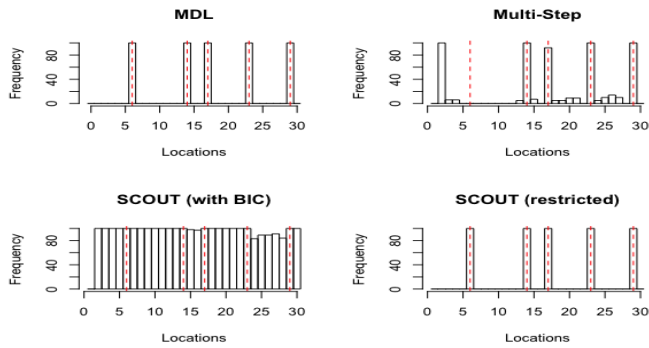 MDL
Frequency
0 40 80
0 5 10 15 20 25 30
Locations
Multi-Step
Frequency
0 40 80
0 5 10 15 20 25 30
Locations
SCOUT (with BIC)
Frequency
0 40 80
0 5 10 15 20 25 30
Locations
SCOUT (restricted)
Frequency
0 40 80
0 5 10 15 20 25 30
Locations